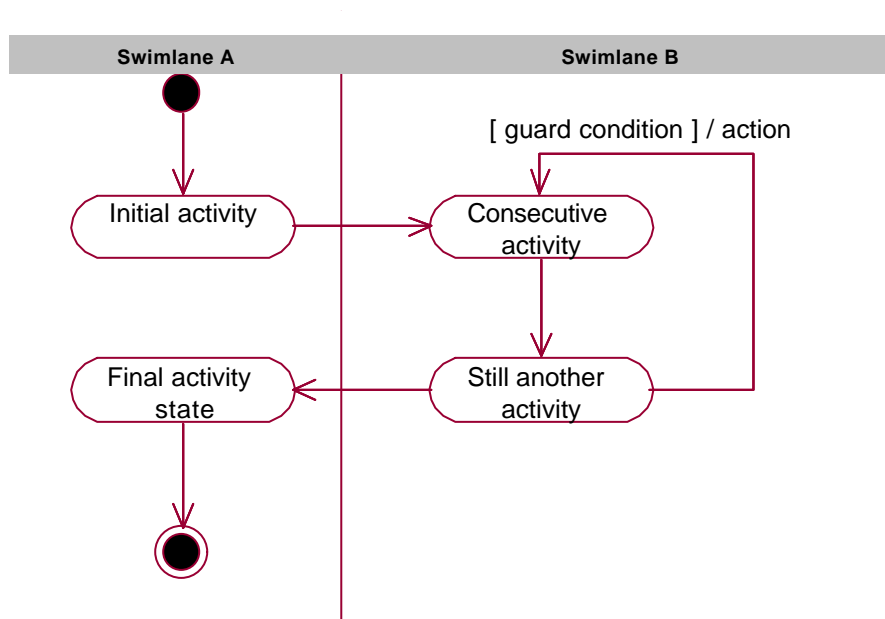 Swimlane A
Swimlane B
[ guard condition ] / action
Initial activity
Consecutive
activity
Final activity
state
Still another
activity